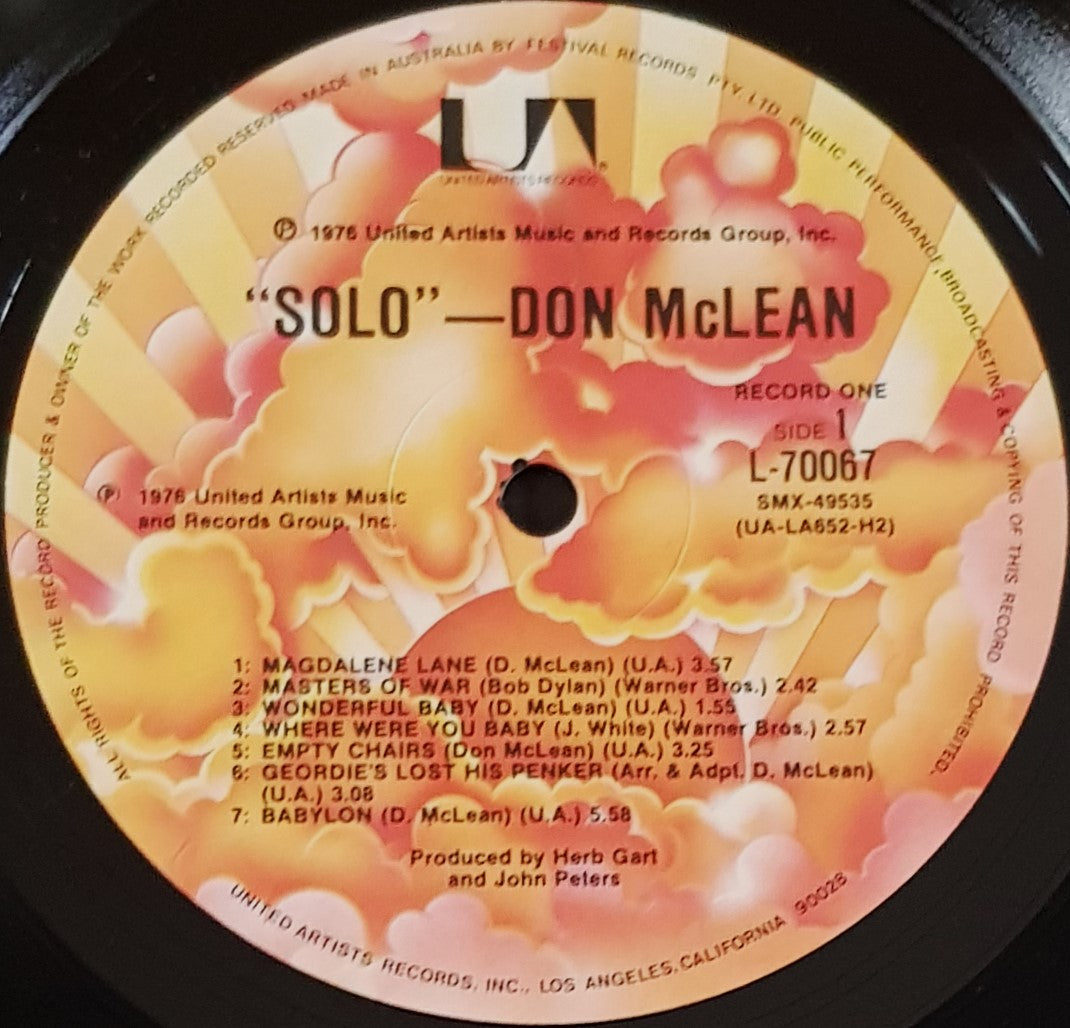 ALL RIGHTS OF THE RECORD PRODUCER & OWNER OF THE WORK RECORDED RESERVED MADE IN AUSTRALIA BY FESTIVAL RECORDS PTY. LTD. PUBLIC PERFORMANCE, BROADCASTING & COPYING OF THIS RECORD PROHIBITED.
UA®
UNITED ARTISTS RECORDS
℗ 1976 United Artists Music and Records Group, Inc.
“SOLO”—DON McLEAN
RECORD ONE
SIDE 1
L-70067
SMX-49535
(UA-LA652-H2)
℗ 1976 United Artists Music
and Records Group, Inc.
1: MAGDALENE LANE (D. McLean) (U.A.) 3.57
2: MASTERS OF WAR (Bob Dylan) (Warner Bros.) 2.42
3: WONDERFUL BABY (D. McLean) (U.A.) 1.55
4: WHERE WERE YOU BABY (J. White) (Warner Bros.) 2.57
5: EMPTY CHAIRS (Don McLean) (U.A.) 3.25
6: GEORDIE'S LOST HIS PENKER (Arr. & Adpt. D. McLean)
(U.A.) 3.08
7: BABYLON (D. McLean) (U.A.) 5.58
Produced by Herb Gart
and John Peters
UNITED ARTISTS RECORDS, INC., LOS ANGELES, CALIFORNIA 90028